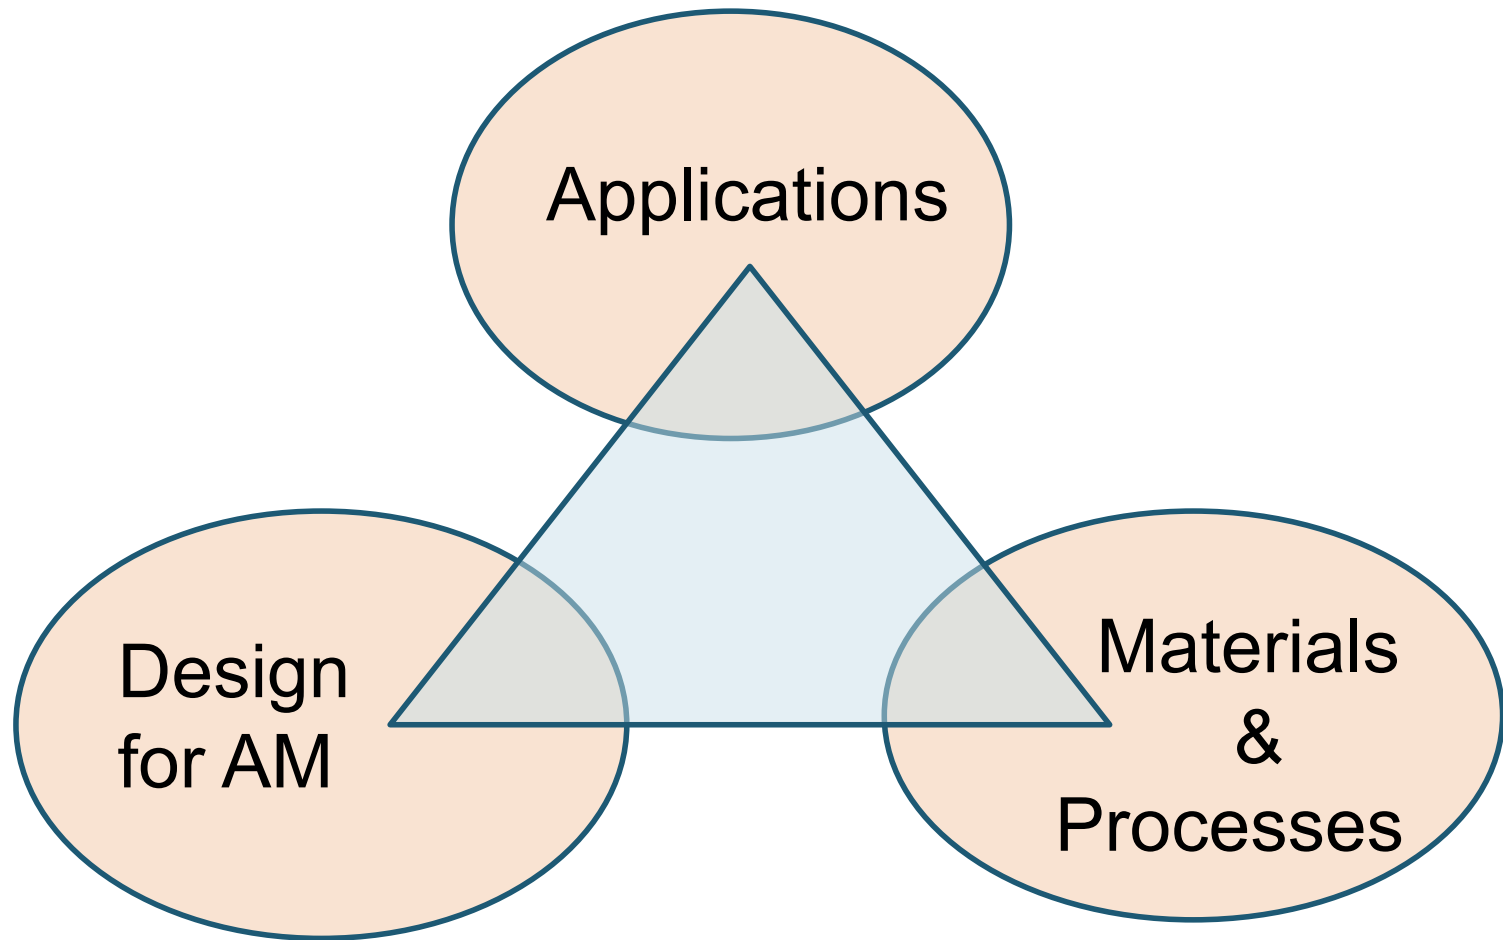 Applications
Design
for AM
Materials
&
Processes